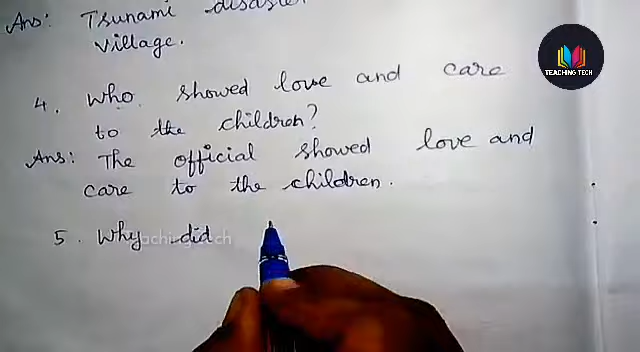 Ans: Tsunami disaster
village.
TEACHING TECH
4. Who showed love and care
to the children?
Ans: The official showed love and
care to the children.
5. Why did